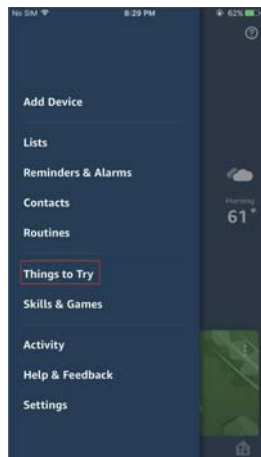 No SIM 8:29 PM 62%
Add Device
Lists
Reminders & Alarms
Contacts
Morning
61°
Routines
Things to Try
Skills & Games
Activity
Help & Feedback
Settings